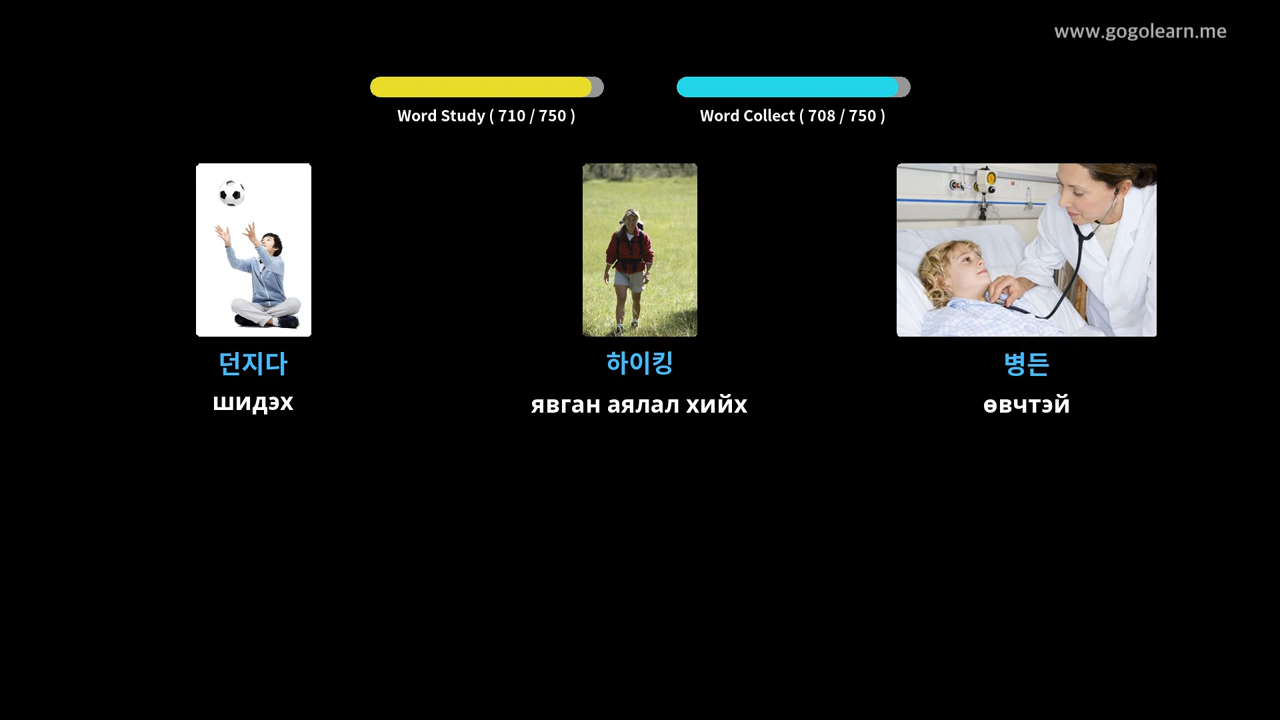 www.gogolearn.me
Word Study ( 710 / 750 )
Word Collect ( 708 / 750 )
던지다
шидэх
하이킹
явган аялал хийх
병든
өвчтэй